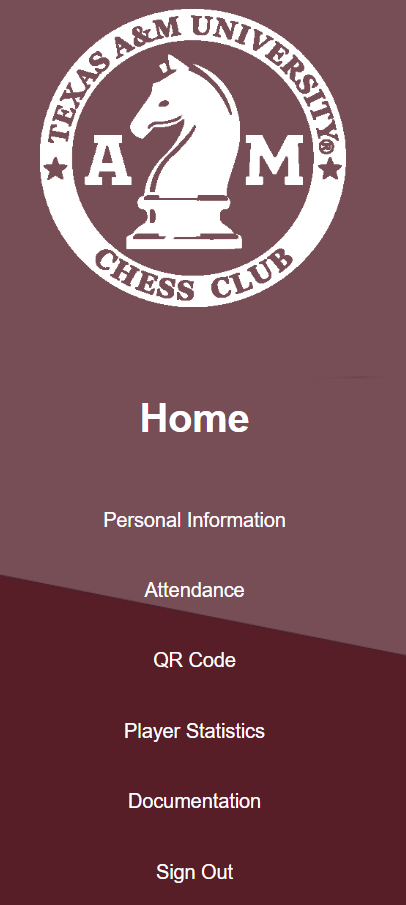 TEXAS A&M UNIVERSITY®
A M
CHESS CLUB
Home
Personal Information
Attendance
QR Code
Player Statistics
Documentation
Sign Out